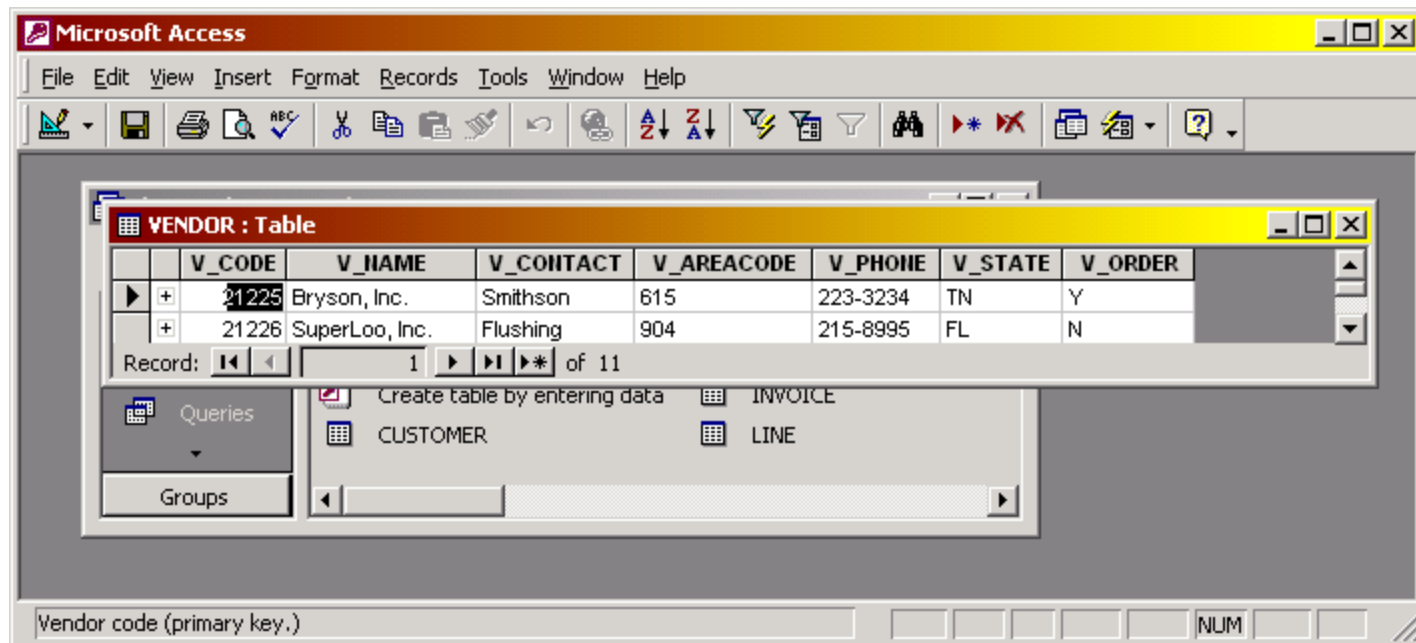 Microsoft Access
File Edit View Insert Format Records Tools Window Help
ABC
VENDOR : Table
V_CODE V_NAME V_CONTACT V_AREACODE V_PHONE V_STATE V_ORDER
21225 Bryson, Inc. Smithson 615 223-3234 TN Y
21226 SuperLoo, Inc. Flushing 904 215-8995 FL N
Record: 1 of 11
Create table by entering data INVOICE
Queries
CUSTOMER LINE
Groups
Vendor code (primary key.) NUM